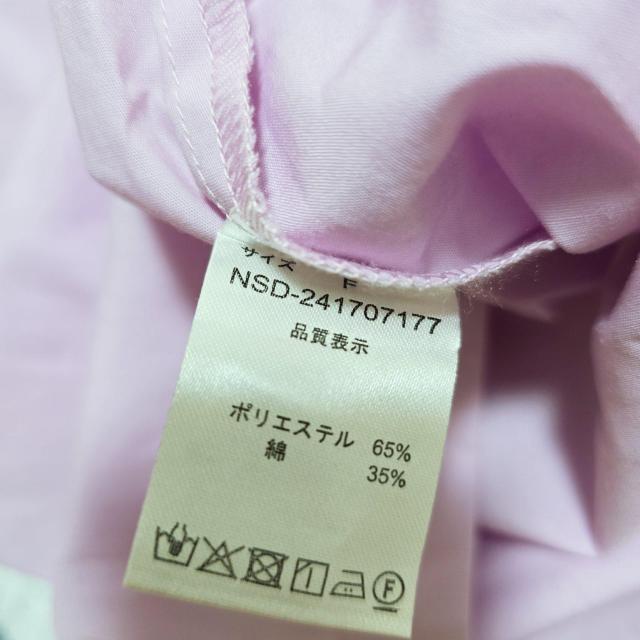 サイズ F
NSD-241707177
品質表示
ポリエステル 65%
綿 35%
F